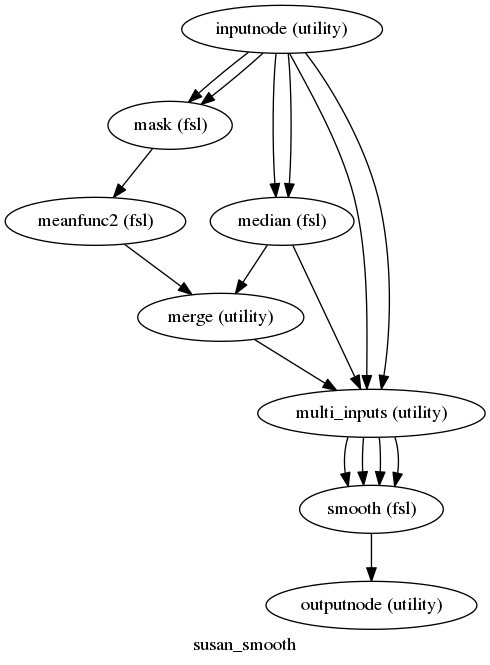 inputnode (utility)
mask (fsl)
meanfunc2 (fsl)
median (fsl)
merge (utility)
multi_inputs (utility)
smooth (fsl)
outputnode (utility)
susan_smooth